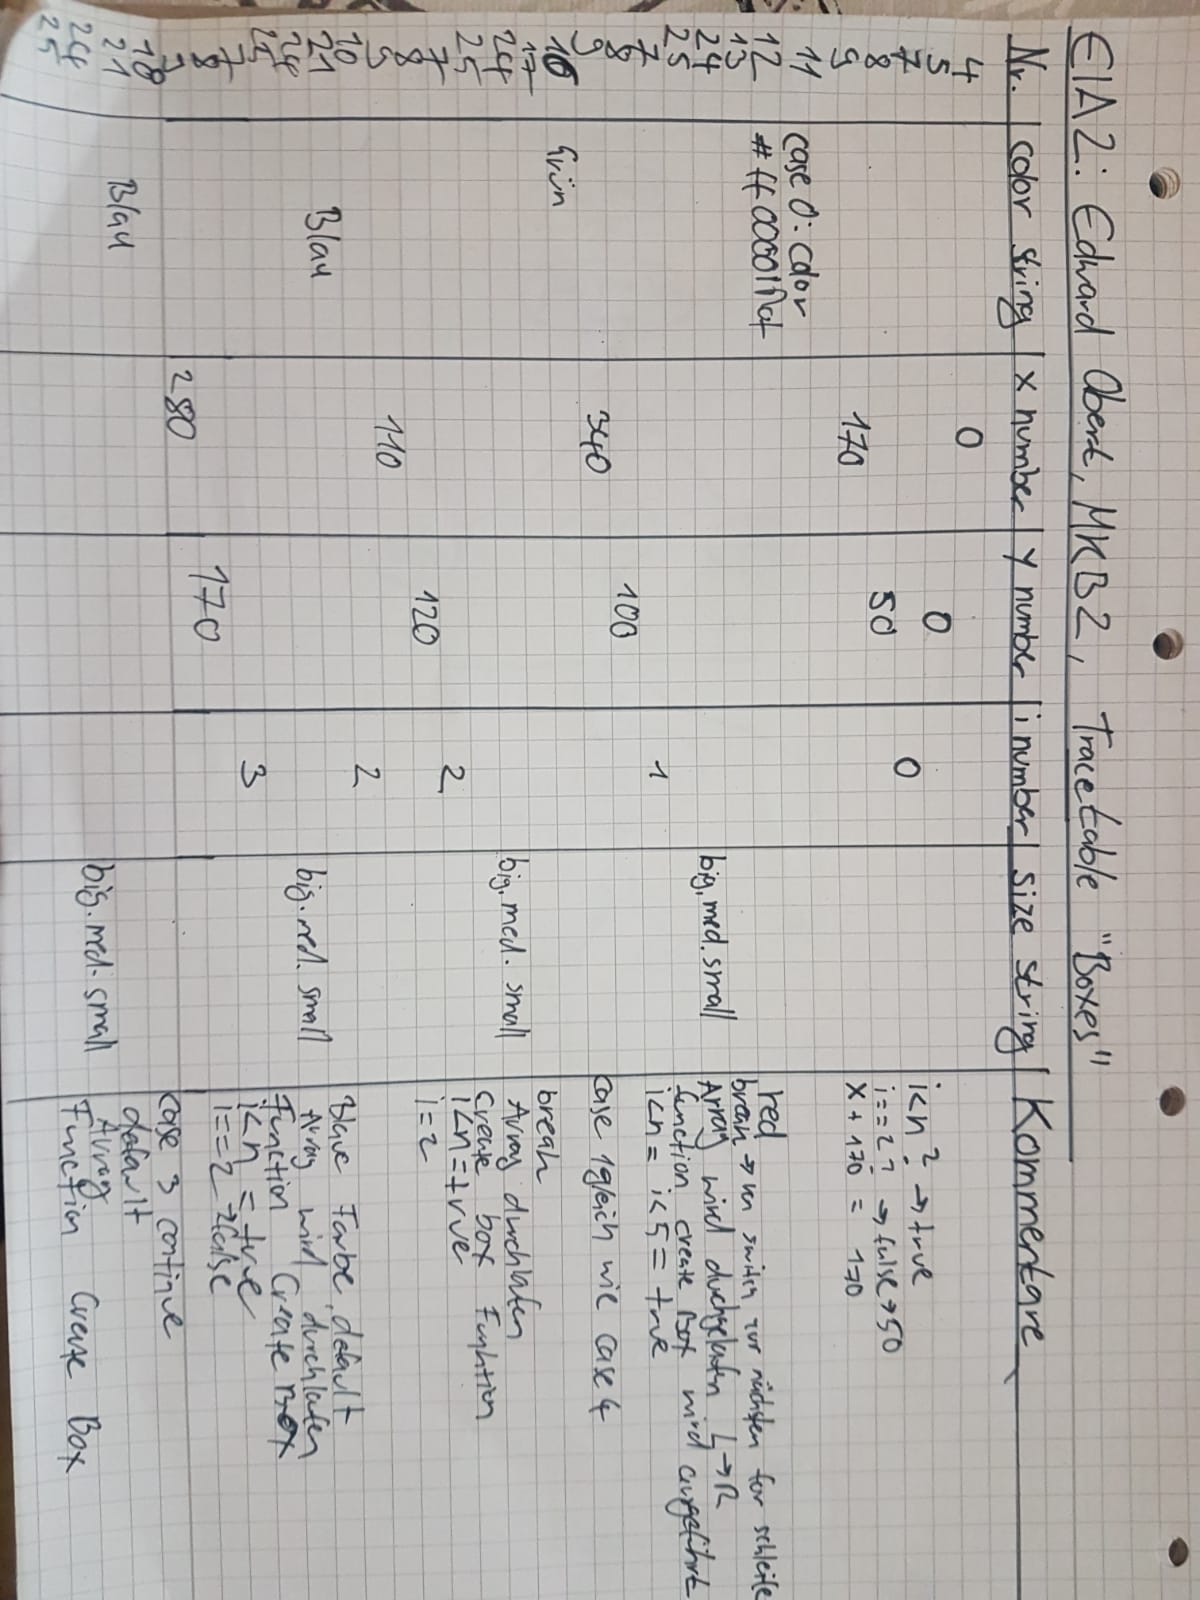 EIA2: Edward Obert, MKB2, Tracetable "Boxes"
Nr. color string x number y number i number size string Kommentare
4 0
5 0
7 0 i<n? → true
8 50 i==2? → false → 50
9 170 x + 170 = 170
11 case 0: color
12 #ff0000 red
13 break → von switch zur nächsten for schleife
24 big, med. small Array wird durchgelaufen L → R
25 function create Box wird ausgeführt
7 1 i<n = i<5 = true
8 100
9 340 case 1 gleich wie case 4
16 Grün
17 break
24 big. med. small Array durchlafen
25 Create box Funktion
7 2 i<n = true
8 120 i=2
9 110
10 2
21 Blau Blaue Farbe, default
24 big. med. small Array wird durchlafen
25 Function Create Box
7 3 i<n = true
8 170 i==2 → false
9 280
18 case 3 continue
21 Blau default
24 big. med. small Array
25 Function Create Box